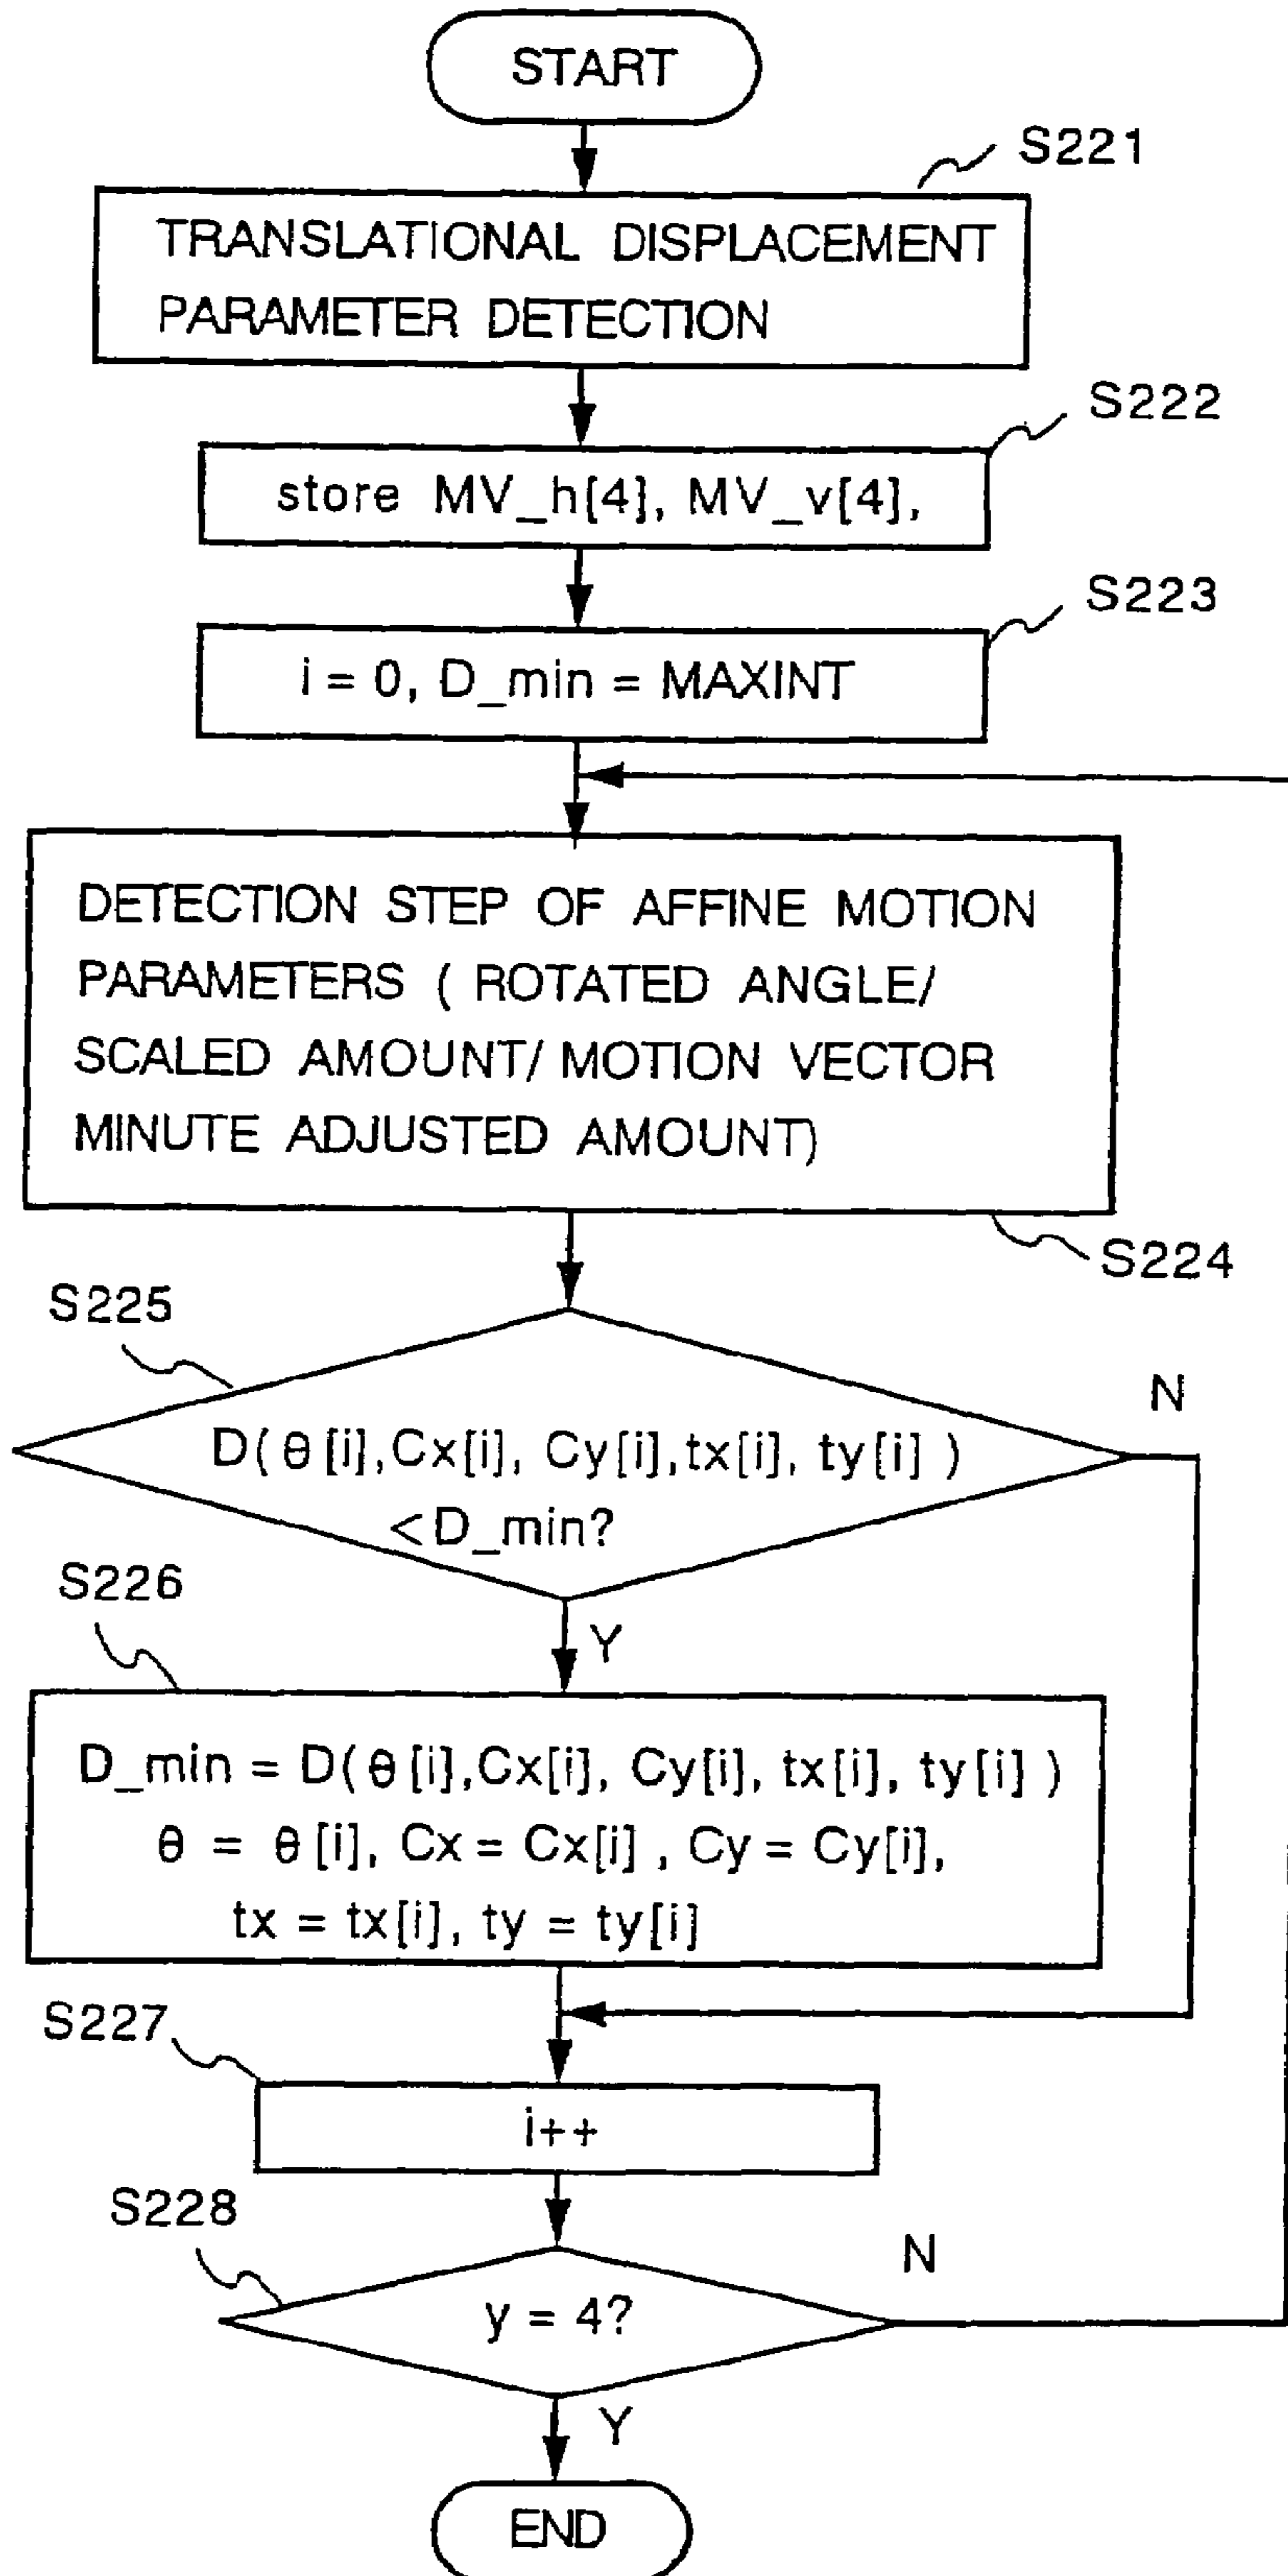 START
S221
TRANSLATIONAL DISPLACEMENT
PARAMETER DETECTION
S222
store MV_h[4], MV_v[4],
S223
i = 0, D_min = MAXINT
DETECTION STEP OF AFFINE MOTION
PARAMETERS ( ROTATED ANGLE/
SCALED AMOUNT/ MOTION VECTOR
MINUTE ADJUSTED AMOUNT)
S224
S225
N
D( θ[i],Cx[i], Cy[i],tx[i], ty[i] )
<D_min?
S226
Y
D_min = D( θ[i],Cx[i], Cy[i], tx[i], ty[i] )
θ = θ[i], Cx = Cx[i] , Cy = Cy[i],
tx = tx[i], ty = ty[i]
S227
i++
S228
N
y = 4?
Y
END